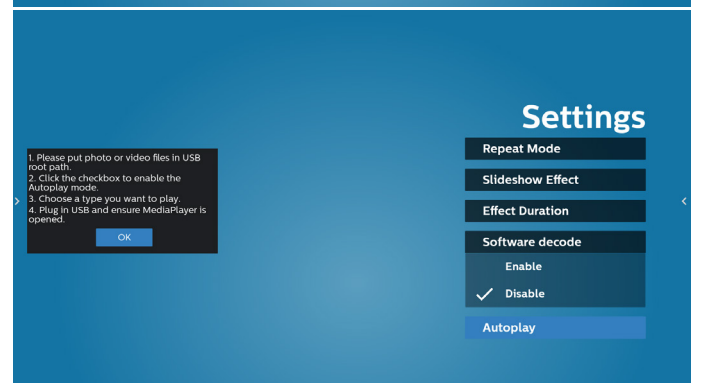 Settings
1. Please put photo or video files in USB
root path.
2. Click the checkbox to enable the
Autoplay mode.
3. Choose a type you want to play.
4. Plug in USB and ensure MediaPlayer is
opened.
OK
Repeat Mode
Slideshow Effect
Effect Duration
Software decode
Enable
Disable
Autoplay